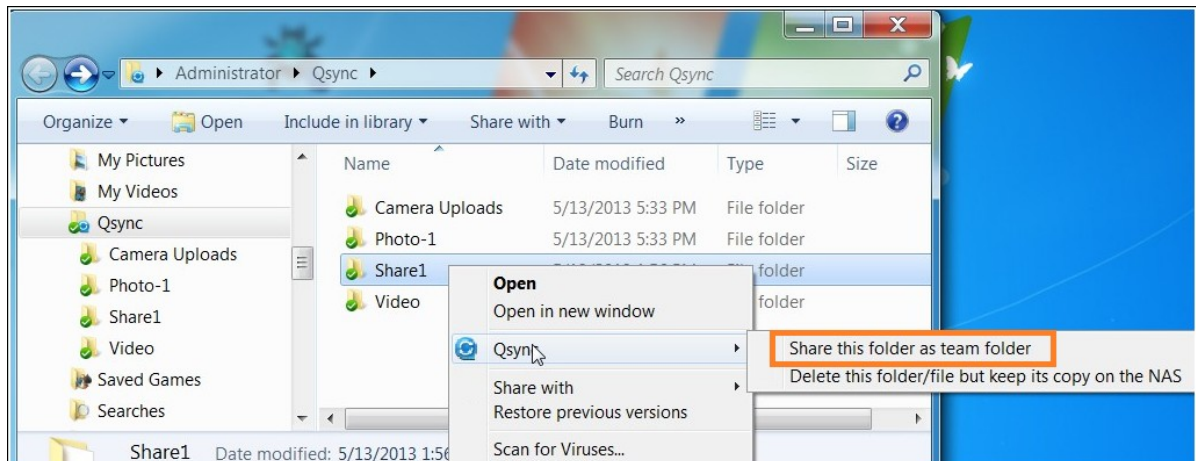 Administrator ▸ Qsync ▸ Search Qsync
Organize Open Include in library Share with Burn »
My Pictures
My Videos
Qsync
Camera Uploads
Photo-1
Share1
Video
Saved Games
Searches
Name Date modified Type Size
Camera Uploads 5/13/2013 5:33 PM File folder
Photo-1 5/13/2013 5:33 PM File folder
Share1 folder
Video folder
Open
Open in new window
Qsync
Share with
Restore previous versions
Scan for Viruses...
Share this folder as team folder
Delete this folder/file but keep its copy on the NAS
Share1 Date modified: 5/13/2013 1:56